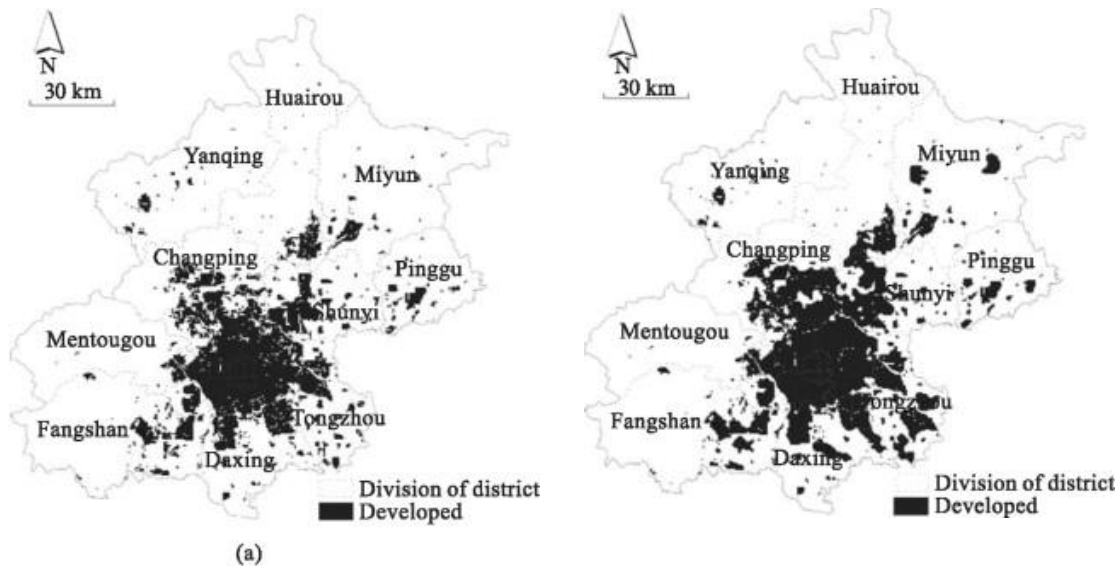 N
30 km
Huairou
Yanqing
Miyun
Changping
Pinggu
Shunyi
Mentougou
Tongzhou
Fangshan
Daxing
Division of district
Developed
(a)
N
30 km
Huairou
Miyun
Yanqing
Changping
Pinggu
Shunyi
Mentougou
Tongzhou
Fangshan
Daxing
Division of district
Developed